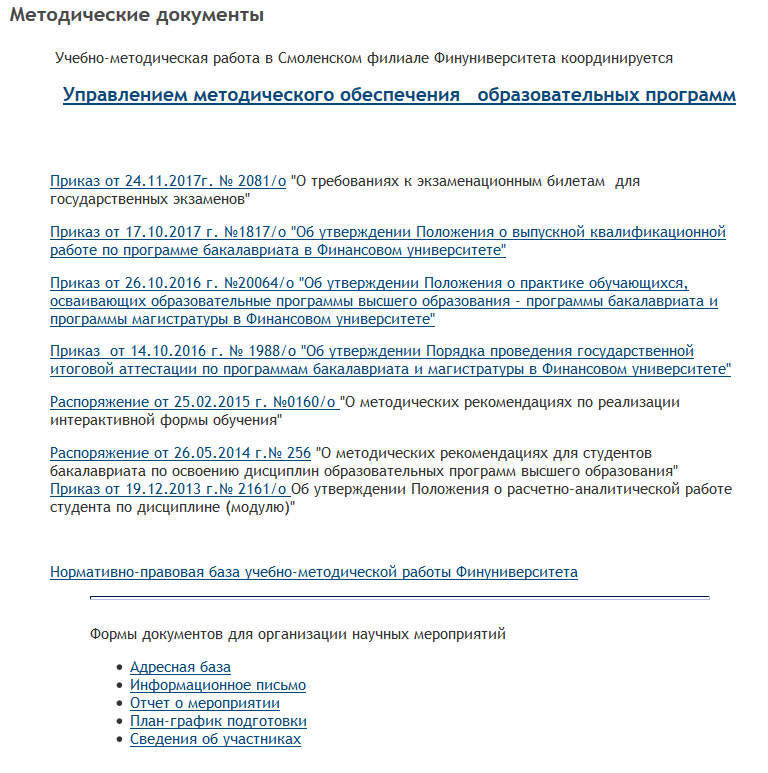 Методические документы
Учебно-методическая работа в Смоленском филиале Финуниверситета координируется
Управлением методического обеспечения образовательных программ
Приказ от 24.11.2017г. № 2081/о "О требованиях к экзаменационным билетам для
государственных экзаменов"
Приказ от 17.10.2017 г. №1817/о "Об утверждении Положения о выпускной квалификационной
работе по программе бакалавриата в Финансовом университете"
Приказ от 26.10.2016 г. №20064/о "Об утверждении Положения о практике обучающихся,
осваивающих образовательные программы высшего образования - программы бакалавриата и
программы магистратуры в Финансовом университете"
Приказ от 14.10.2016 г. № 1988/о "Об утверждении Порядка проведения государственной
итоговой аттестации по программам бакалавриата и магистратуры в Финансовом университете"
Распоряжение от 25.02.2015 г. №0160/о "О методических рекомендациях по реализации
интерактивной формы обучения"
Распоряжение от 26.05.2014 г.№ 256 "О методических рекомендациях для студентов
бакалавриата по освоению дисциплин образовательных программ высшего образования"
Приказ от 19.12.2013 г.№ 2161/о Об утверждении Положения о расчетно-аналитической работе
студента по дисциплине (модулю)"
Нормативно-правовая база учебно-методической работы Финуниверситета
Формы документов для организации научных мероприятий
Адресная база
Информационное письмо
Отчет о мероприятии
План-график подготовки
Сведения об участниках